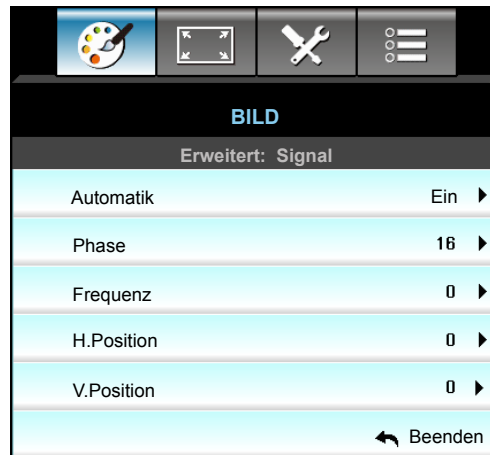 BILD
Erweitert: Signal
Automatik Ein
Phase 16
Frequenz 0
H.Position 0
V.Position 0
Beenden